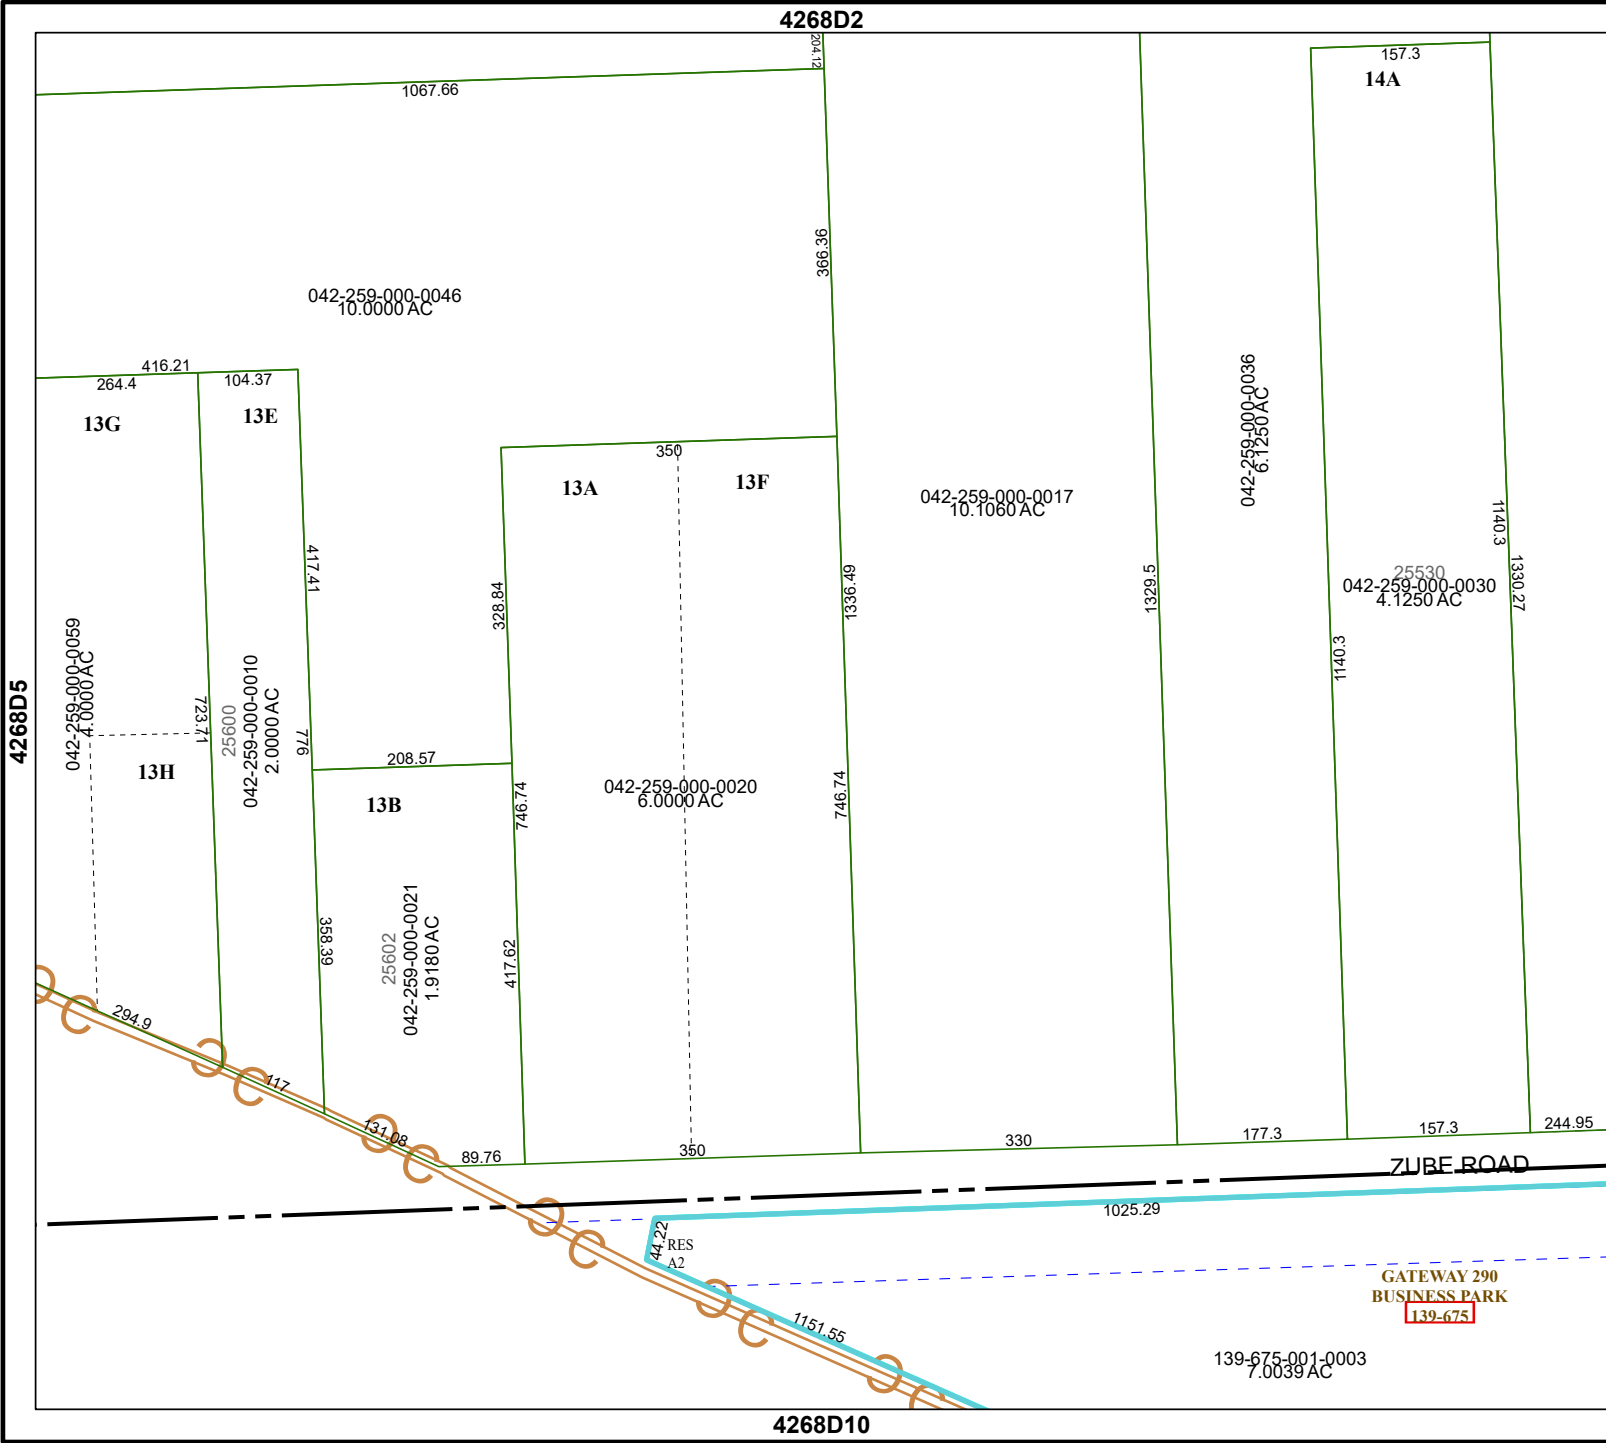 4268D2
204.12
157.3
14A
1067.66
366.36
042-259-000-0046
10.0000 AC
416.21
264.4
104.37
13G
13E
042-259-000-0036
6.1250 AC
350
13A
13F
042-259-000-0017
10.1060 AC
1140.3
417.41
328.84
1336.49
1329.5
1330.27
25530
042-259-000-0030
4.1250 AC
1140.3
4268D5
042-259-000-0059
4.0000 AC
723.71
25600
042-259-000-0010
2.0000 AC
776
208.57
13H
13B
746.74
042-259-000-0020
6.0000 AC
746.74
358.39
25602
042-259-000-0021
1.9180 AC
417.62
294.9
117
131.08
89.76
350
330
177.3
157.3
244.95
ZUBE ROAD
1025.29
44.22
RES
A2
GATEWAY 290
BUSINESS PARK
139-675
1151.55
139-675-001-0003
7.0039 AC
4268D10